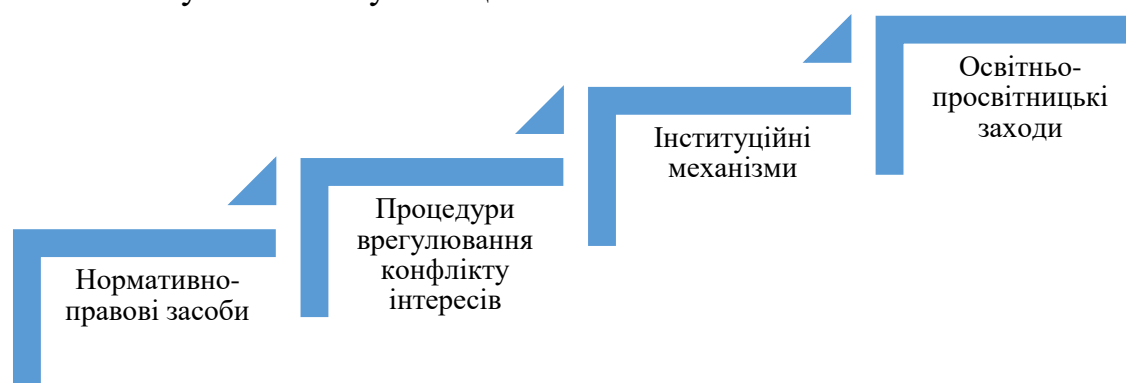 Нормативно-
правові засоби
Процедури
врегулювання
конфлікту
інтересів
Інституційні
механізми
Освітньо-
просвітницькі
заходи